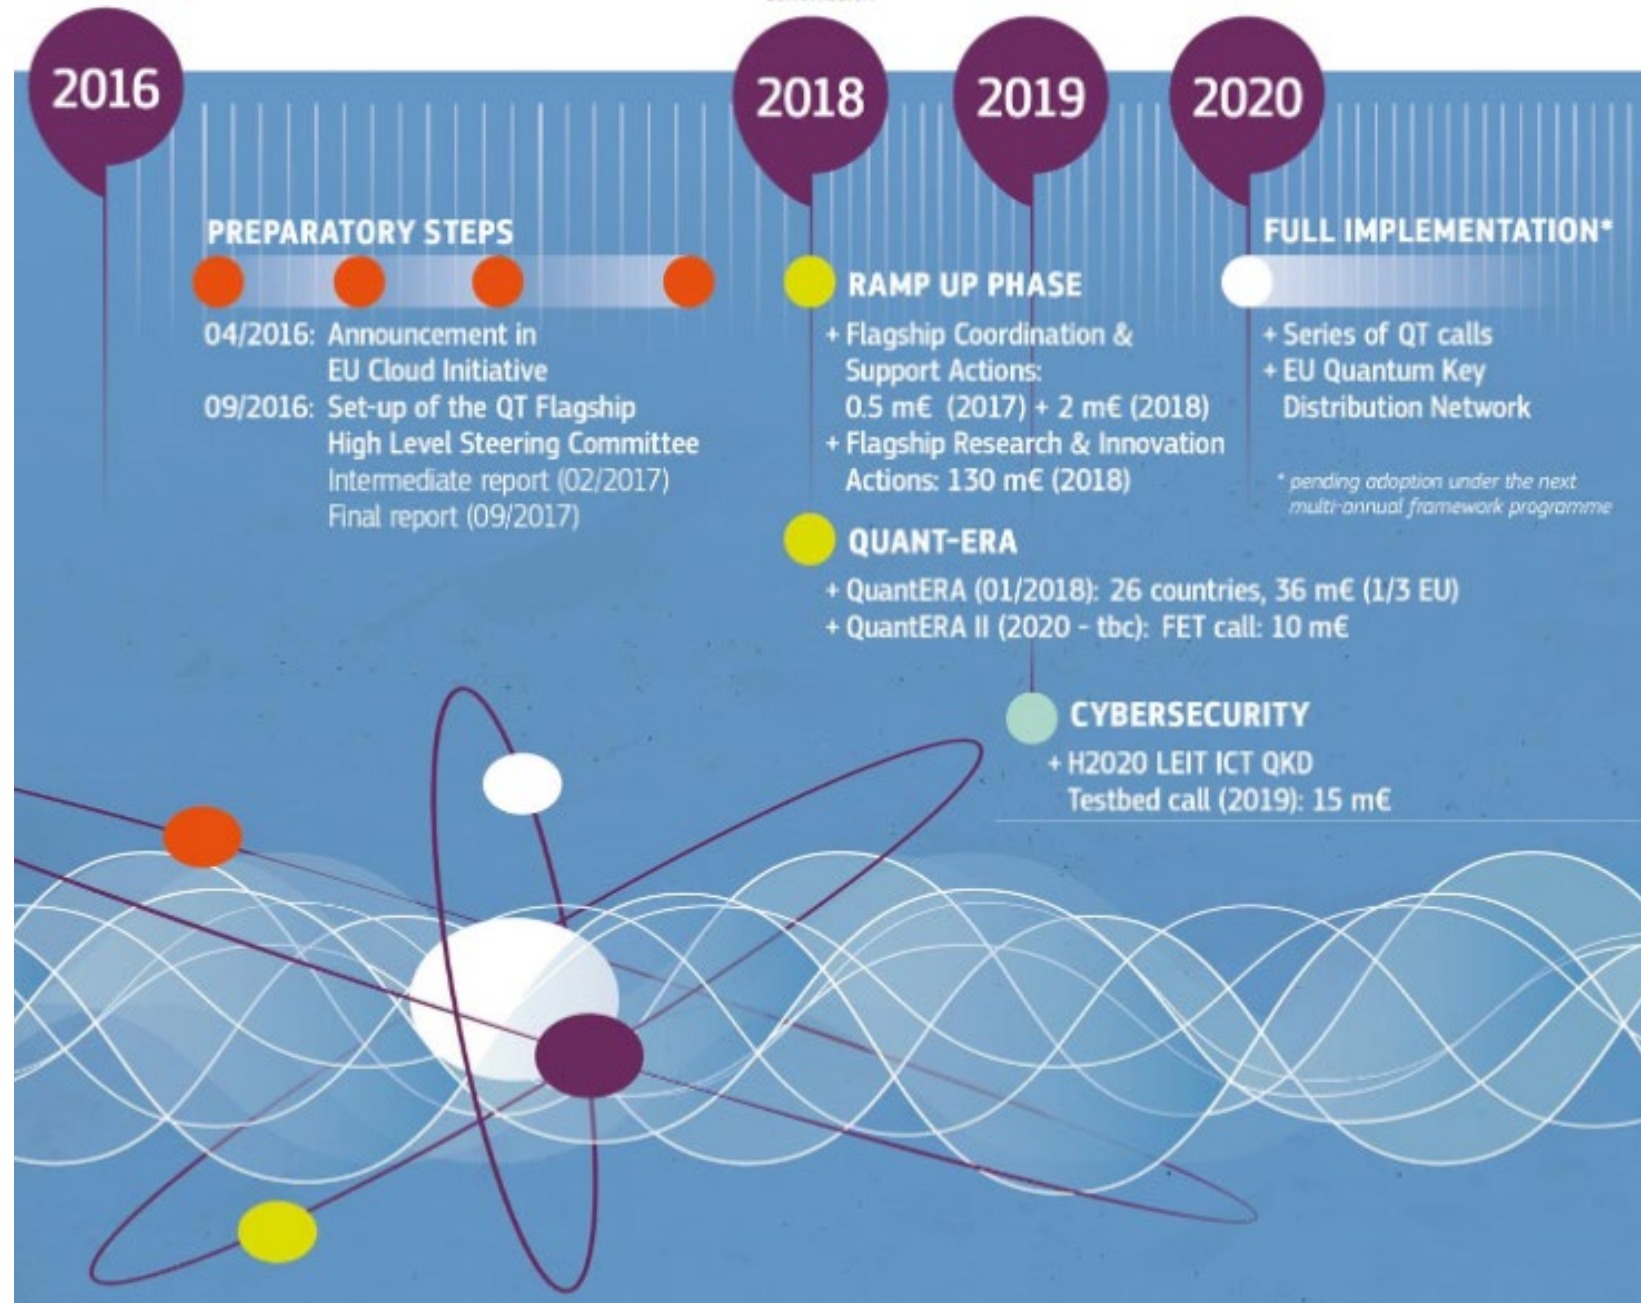 2016
2018
2019
2020
PREPARATORY STEPS
04/2016: Announcement in
EU Cloud Initiative
09/2016: Set-up of the QT Flagship
High Level Steering Committee
Intermediate report (02/2017)
Final report (09/2017)
RAMP UP PHASE
+ Flagship Coordination &
Support Actions:
0.5 m€ (2017) + 2 m€ (2018)
+ Flagship Research & Innovation
Actions: 130 m€ (2018)
QUANT-ERA
+ QuantERA (01/2018): 26 countries, 36 m€ (1/3 EU)
+ QuantERA II (2020 - tbc): FET call: 10 m€
CYBERSECURITY
+ H2020 LEIT ICT QKD
Testbed call (2019): 15 m€
FULL IMPLEMENTATION*
+ Series of QT calls
+ EU Quantum Key
Distribution Network
* pending adoption under the next
multi-annual framework programme